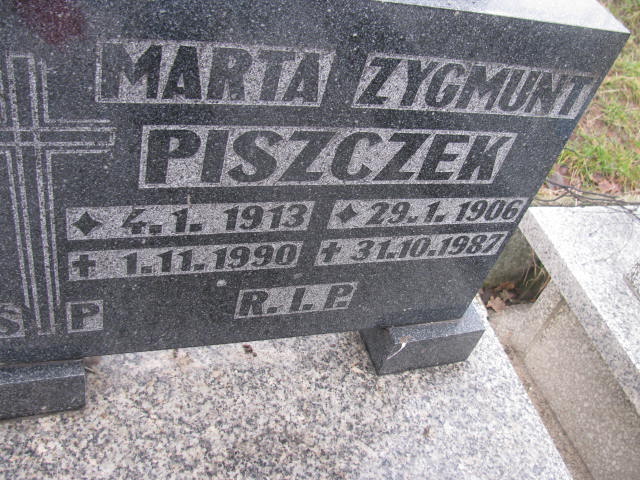 MARTA ZYGMUNT
PISZCZEK
✦ 4.1.1913 ✦ 29.1.1906
✝ 1.11.1990 ✝ 31.10.1987
S P R.I.P.